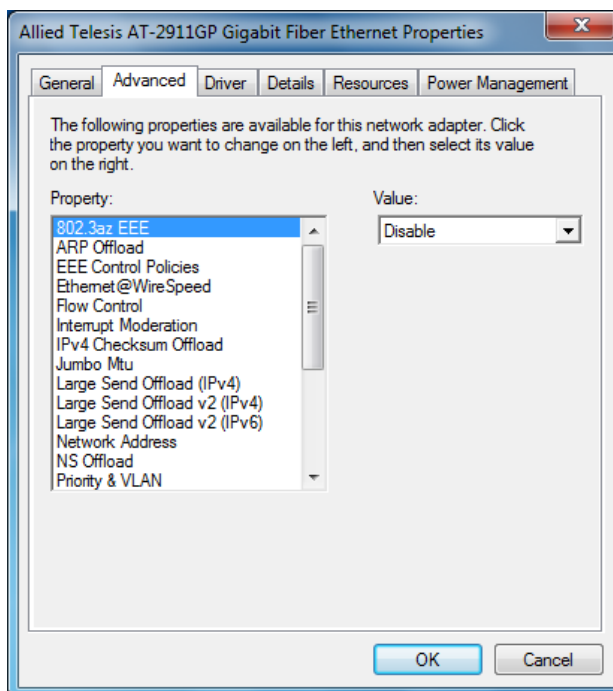 Allied Telesis AT-2911GP Gigabit Fiber Ethernet Properties
General Advanced Driver Details Resources Power Management
The following properties are available for this network adapter. Click
the property you want to change on the left, and then select its value
on the right.
Property:
Value:
802.3az EEE
Disable
ARP Offload
EEE Control Policies
Ethernet@WireSpeed
Flow Control
Interrupt Moderation
IPv4 Checksum Offload
Jumbo Mtu
Large Send Offload (IPv4)
Large Send Offload v2 (IPv4)
Large Send Offload v2 (IPv6)
Network Address
NS Offload
Priority & VLAN
OK Cancel